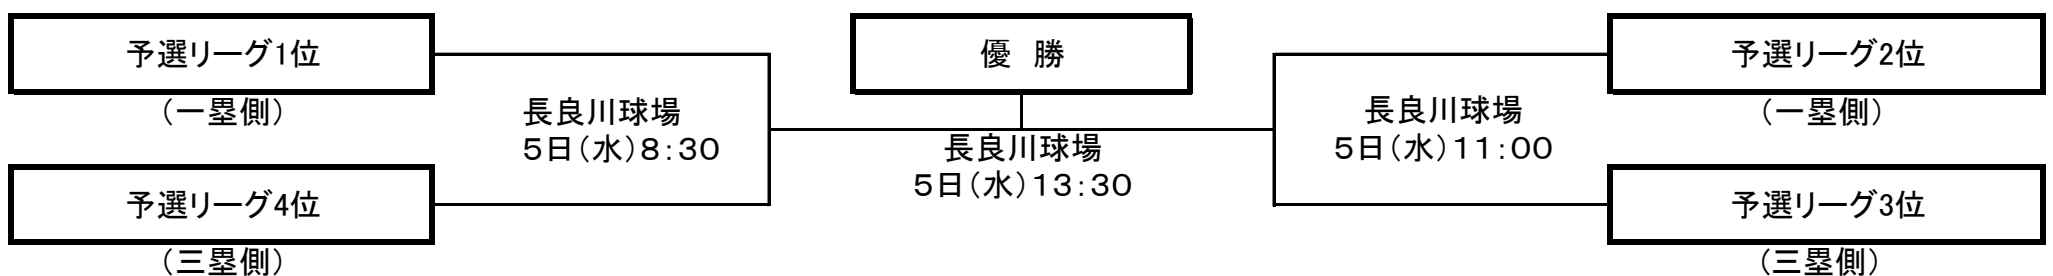 予選リーグ1位
(一塁側)
長良川球場
5日(水)8:30
予選リーグ4位
(三塁側)
優　勝
長良川球場
5日(水)13:30
予選リーグ2位
(一塁側)
長良川球場
5日(水)11:00
予選リーグ3位
(三塁側)